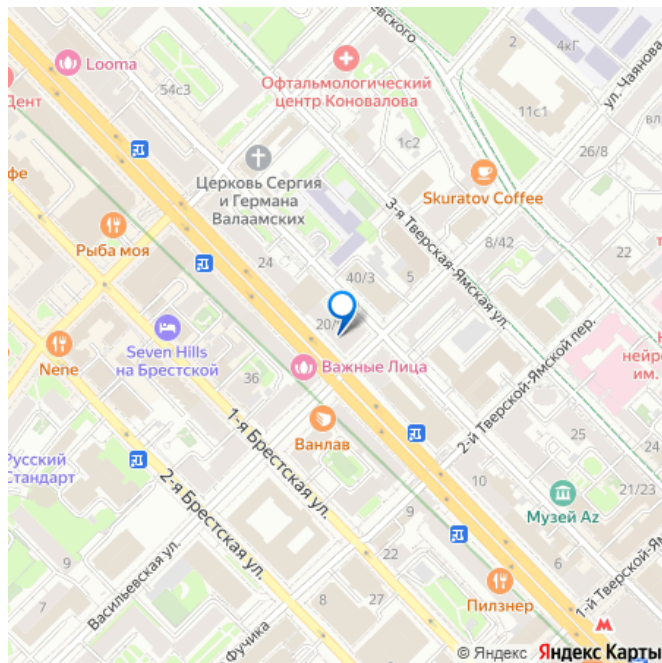 евского
Looma
2
4кГ
Офтальмологический
центр Коновалова
ул. Чаянова
Дент
54с3
11с1
1с2
26/8
Церковь Сергия
и Германа
Валаамских
фе
Skuratov Coffee
3-я Тверская-Ямская ул.
Рыба моя
8/42
22
24
40/3
5
20/
Seven Hills
на Брестской
Nene
Важные Лица
нейро
им.
36
2-й Тверской-Ямской пер.
Ванлав
1-я Брестская ул.
25
Русский
Стандарт
2-я Брестская ул.
10
24
21/23
Музей Az
9
9
22
6
Васильевская ул.
7
8
27
Пилзнер
1-й Тверской-Ям
Фучика
© Яндекс Яндекс Карты